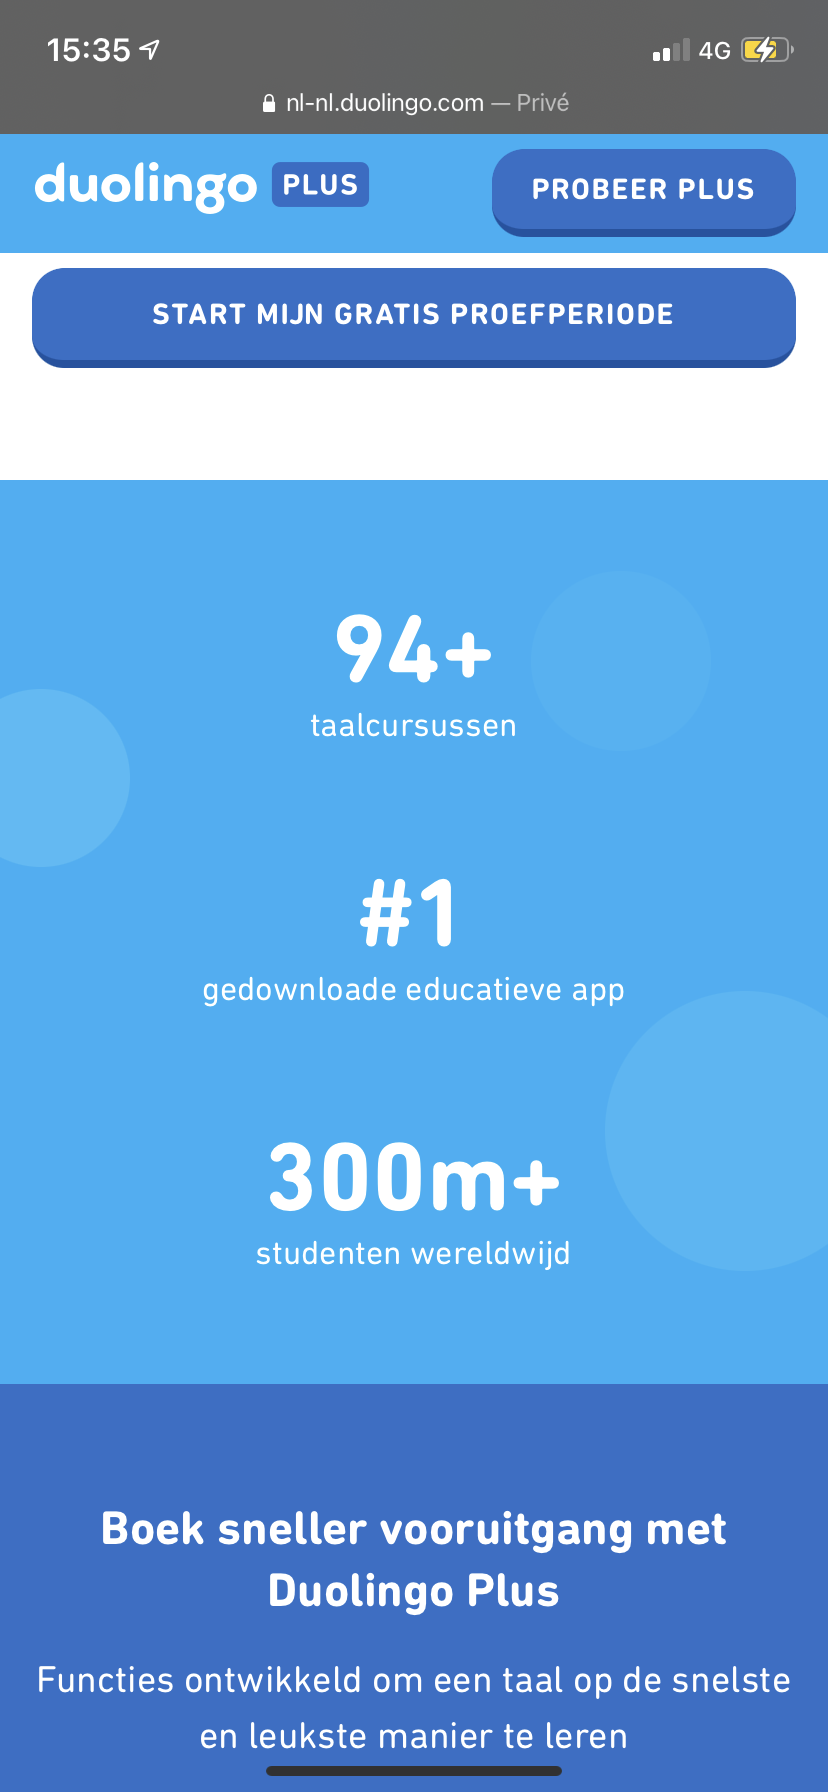 15:35
4G
nl-nl.duolingo.com — Privé
duolingo PLUS
PROBEER PLUS
START MIJN GRATIS PROEFPERIODE
94+
taalcursussen
#1
gedownloade educatieve app
300m+
studenten wereldwijd
Boek sneller vooruitgang met
Duolingo Plus
Functies ontwikkeld om een taal op de snelste
en leukste manier te leren